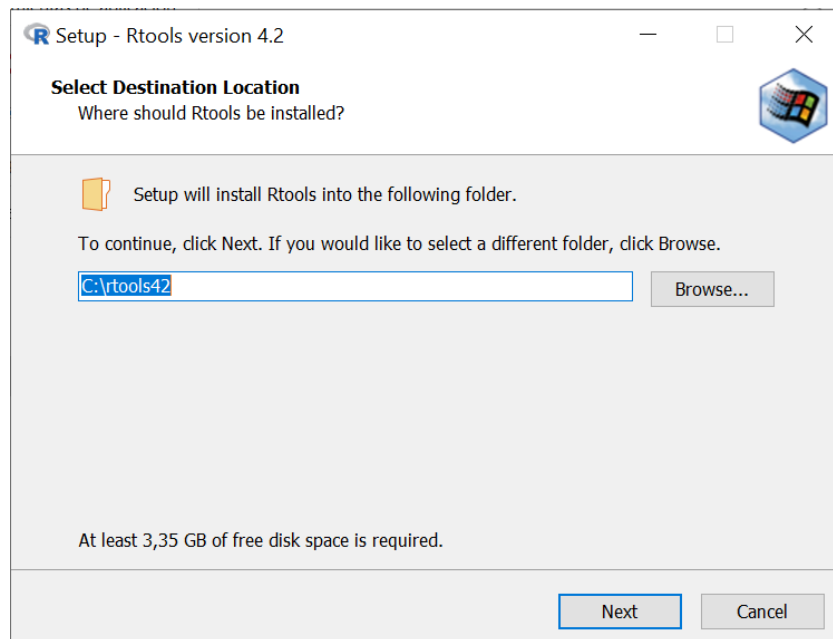 Setup - Rtools version 4.2
Select Destination Location
Where should Rtools be installed?
Setup will install Rtools into the following folder.
To continue, click Next. If you would like to select a different folder, click Browse.
C:\rtools42
Browse...
At least 3,35 GB of free disk space is required.
Next
Cancel